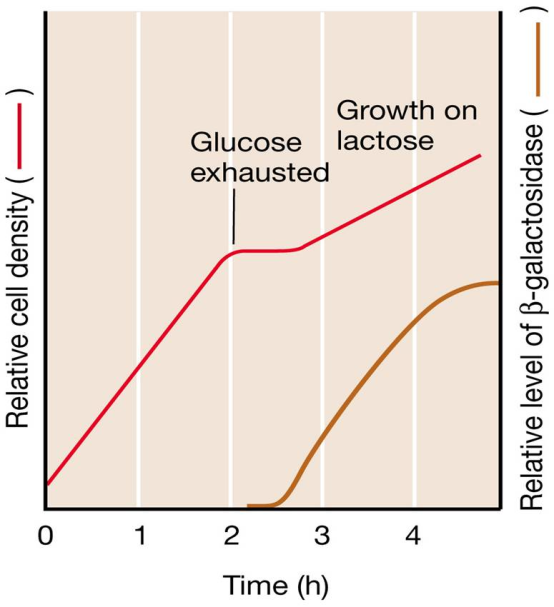 Growth on
lactose
Glucose
exhausted
Relative cell density ( )
Relative level of β-galactosidase ( )
0 1 2 3 4
Time (h)